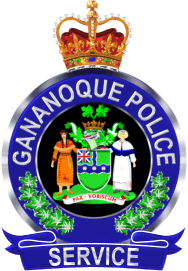 GANANOQUE POLICE
PAX VOBISCUM
SERVICE